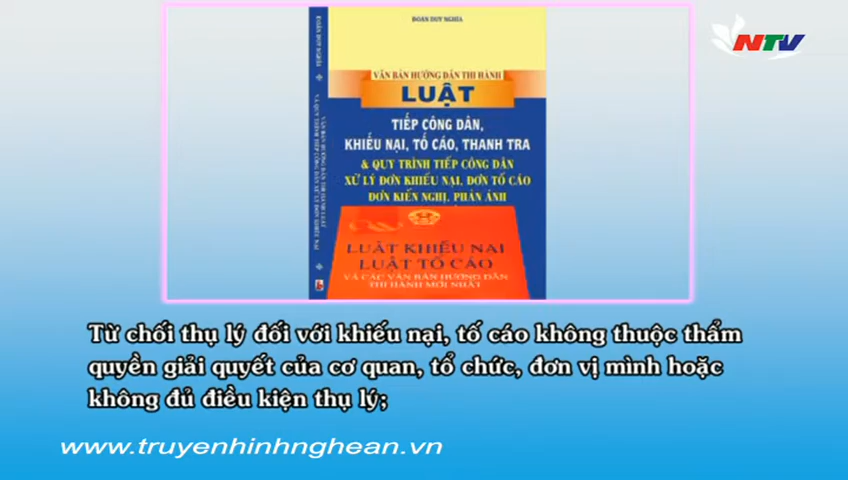 ĐOÀN DUY NGHĨA
NTV
VĂN BẢN HƯỚNG DẪN THI HÀNH
LUẬT
TIẾP CÔNG DÂN,
KHIẾU NẠI, TỐ CÁO, THANH TRA
& QUY TRÌNH TIẾP CÔNG DÂN
XỬ LÝ ĐƠN KHIẾU NẠI, ĐƠN TỐ CÁO
ĐƠN KIẾN NGHỊ, PHẢN ÁNH
LUẬT KHIẾU NẠI
LUẬT TỐ CÁO
VÀ CÁC VĂN BẢN HƯỚNG DẪN
THI HÀNH MỚI NHẤT
Từ chối thụ lý đối với khiếu nại, tố cáo không thuộc thẩm
quyền giải quyết của cơ quan, tổ chức, đơn vị mình hoặc
không đủ điều kiện thụ lý;
www.truyenhinhnghean.vn